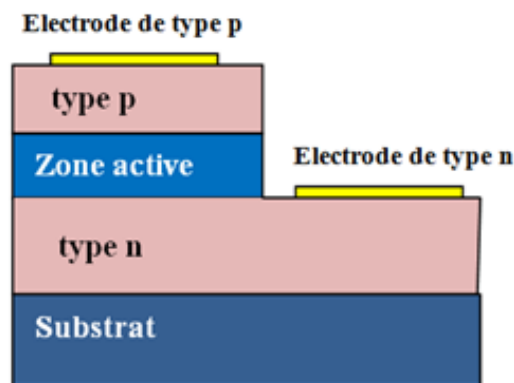 Electrode de type p
type p
Zone active
Electrode de type n
type n
Substrat